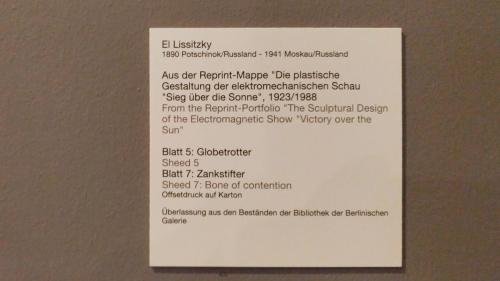 El Lissitzky
1890 Potschinok/Russland - 1941 Moskau/Russland
Aus der Reprint-Mappe "Die plastische
Gestaltung der elektromechanischen Schau
"Sieg über die Sonne", 1923/1988
From the Reprint-Portfolio "The Sculptural Design
of the Electromagnetic Show "Victory over the
Sun"
Blatt 5: Globetrotter
Sheed 5
Blatt 7: Zankstifter
Sheed 7: Bone of contention
Offsetdruck auf Karton
Überlassung aus den Beständen der Bibliothek der Berlinischen
Galerie